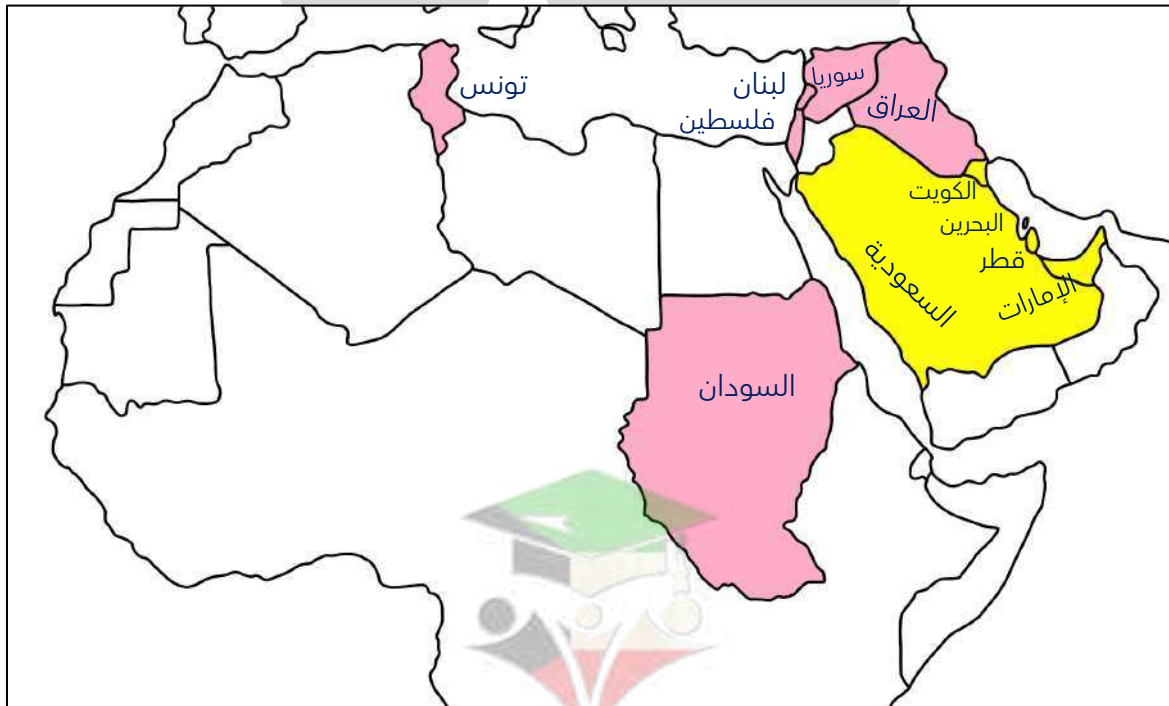 سوريا
لبنان
تونس
العراق
فلسطين
الكويت
البحرين
قطر
السعودية
الإمارات
السودان